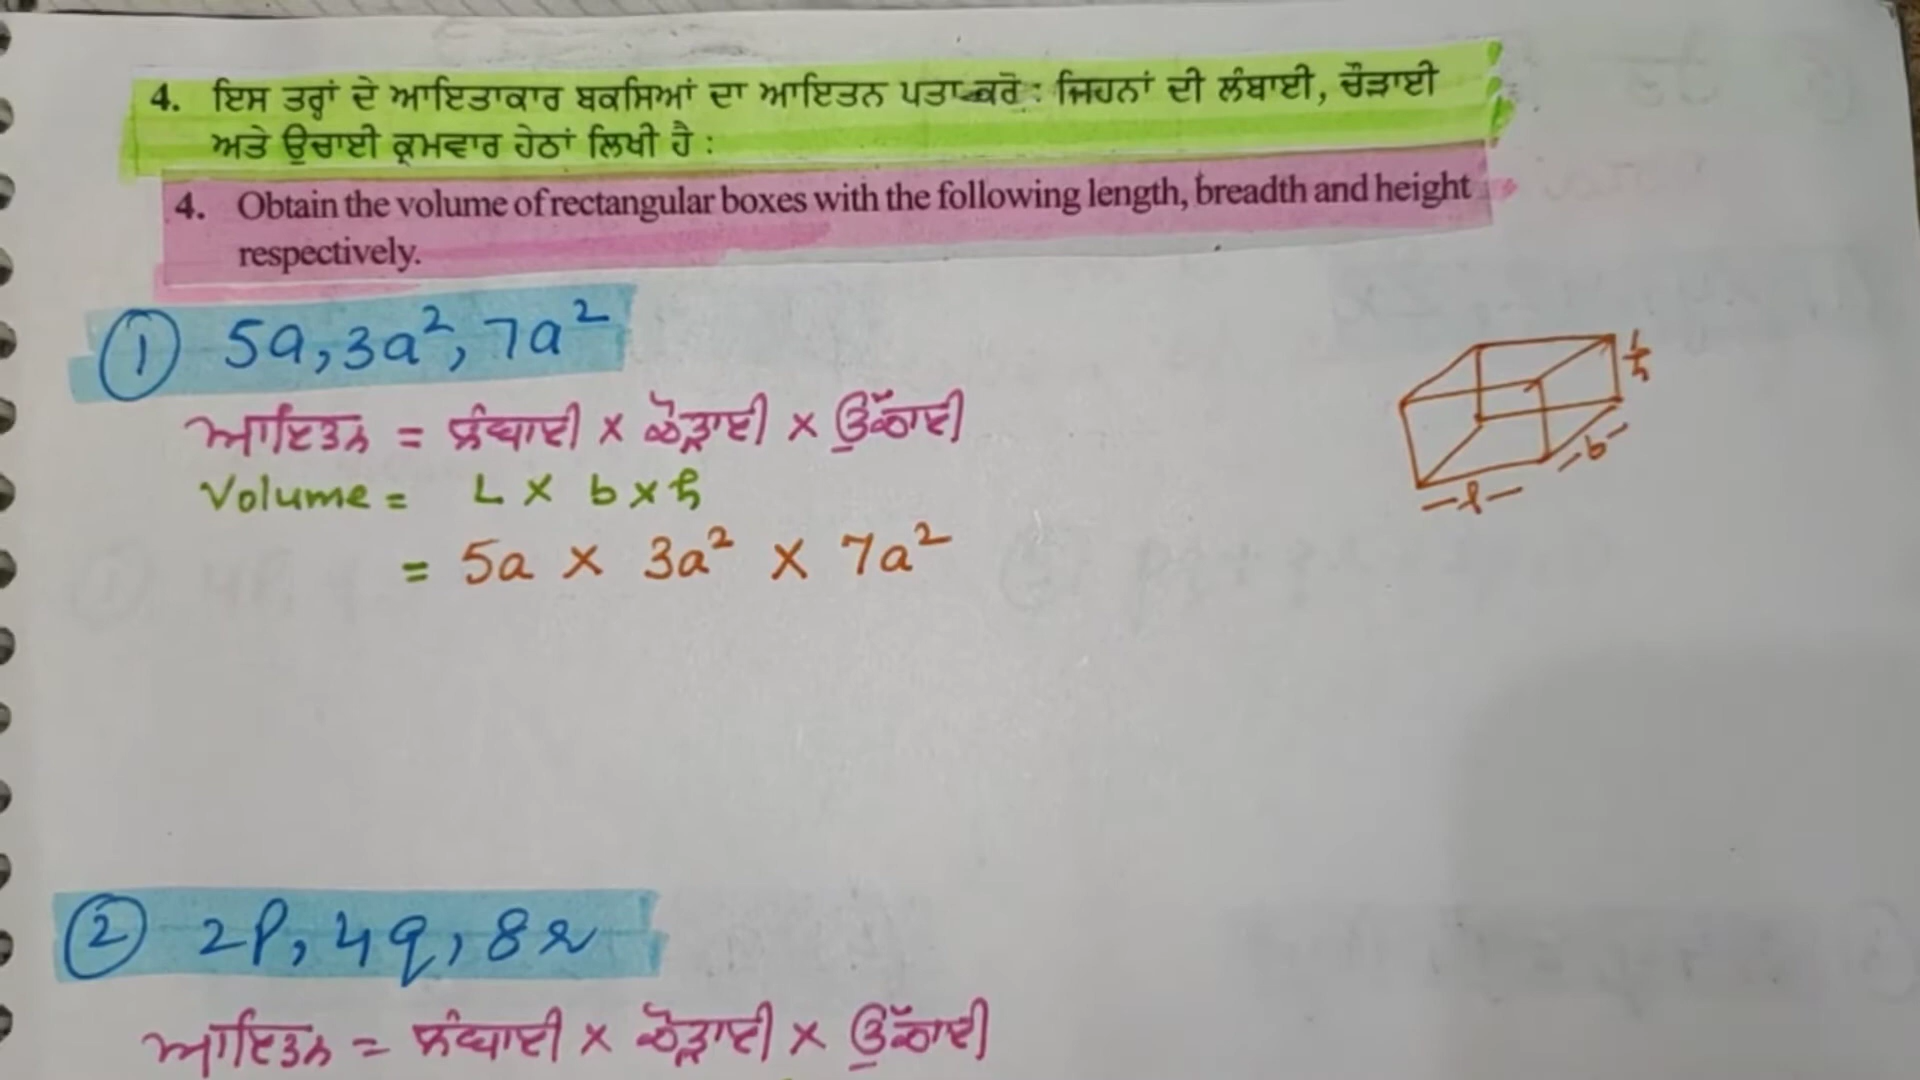 4. ਇਸ ਤਰ੍ਹਾਂ ਦੇ ਆਇਤਾਕਾਰ ਬਕਸਿਆਂ ਦਾ ਆਇਤਨ ਪਤਾ ਕਰੋ : ਜਿਹਨਾਂ ਦੀ ਲੰਬਾਈ, ਚੌੜਾਈ
ਅਤੇ ਉਚਾਈ ਕ੍ਰਮਵਾਰ ਹੇਠਾਂ ਲਿਖੀ ਹੈ :
4. Obtain the volume of rectangular boxes with the following length, breadth and height
respectively.
① 5a, 3a², 7a²
ਆਇਤਨ = ਲੰਬਾਈ × ਚੌੜਾਈ × ਉੱਚਾਈ
Volume = L × b × h
= 5a × 3a² × 7a²
h
b
l
② 2p, 4q, 8r
ਆਇਤਨ = ਲੰਬਾਈ × ਚੌੜਾਈ × ਉੱਚਾਈ